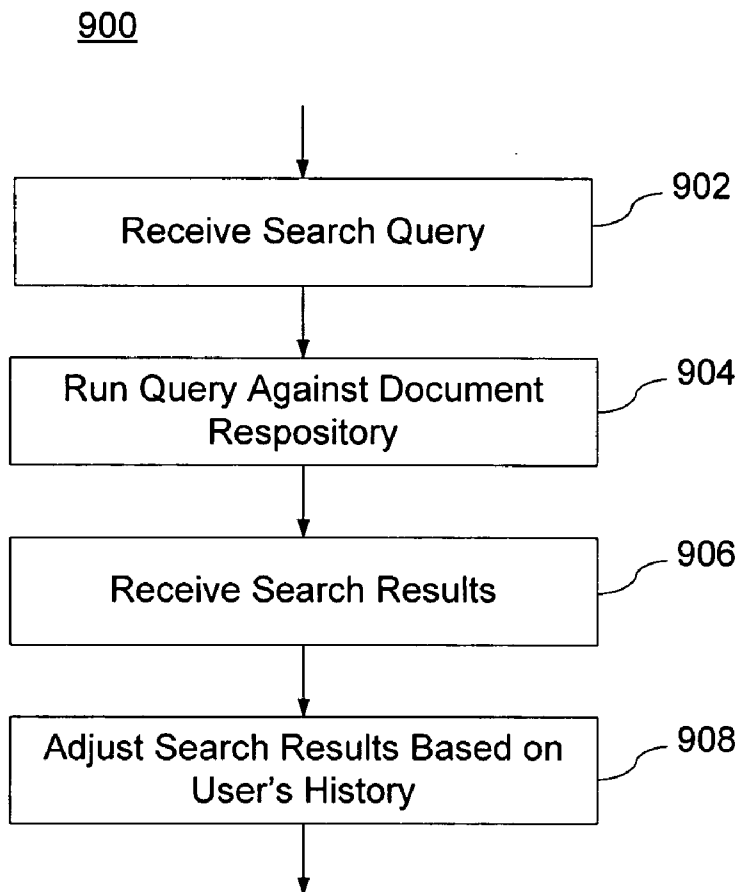 900
Receive Search Query
902
Run Query Against Document
Respository
904
Receive Search Results
906
Adjust Search Results Based on
User's History
908